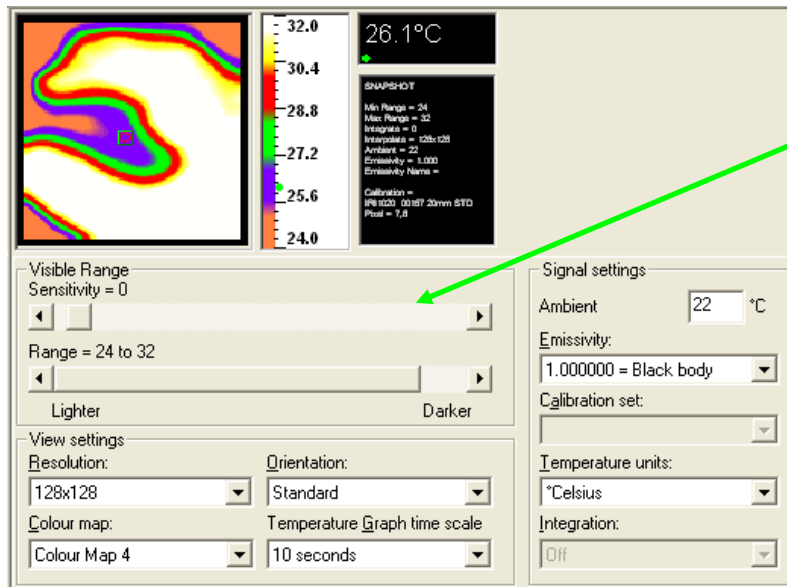 32.0
30.4
28.8
27.2
25.6
24.0
26.1°C
SNAPSHOT
Min Range = 24
Max Range = 32
Integrate = 0
Interpolate = 128x128
Ambient = 22
Emissivity = 1.000
Emissivity Name =
Calibration =
IRI1020 00157 20mm STD
Pixel = 7,8
Visible Range
Sensitivity = 0
Range = 24 to 32
Lighter Darker
Signal settings
Ambient 22 °C
Emissivity:
1.000000 = Black body
Calibration set:
Temperature units:
°Celsius
Integration:
Off
View settings
Resolution: Orientation:
128x128 Standard
Colour map: Temperature Graph time scale
Colour Map 4 10 seconds